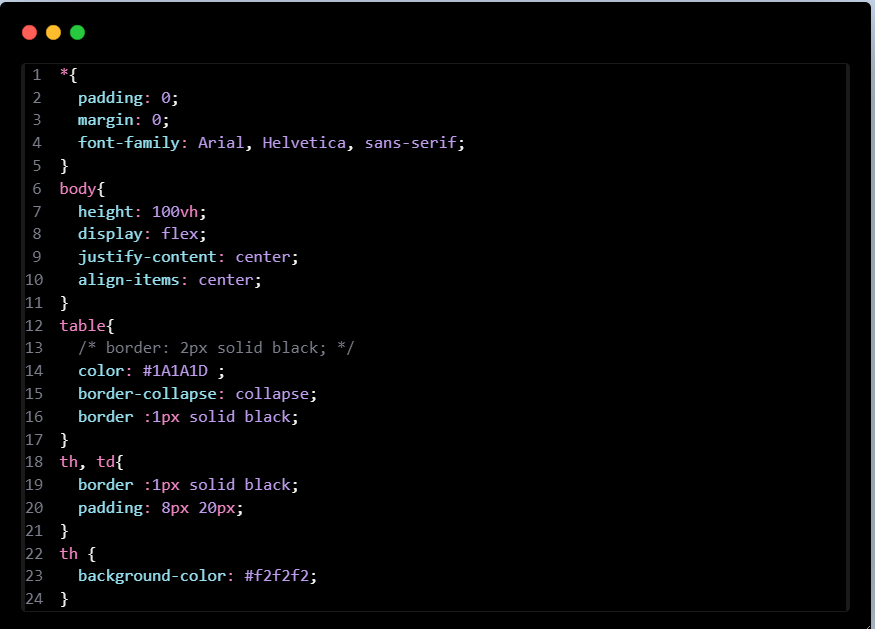 1 *{
2   padding: 0;
3   margin: 0;
4   font-family: Arial, Helvetica, sans-serif;
5 }
6 body{
7   height: 100vh;
8   display: flex;
9   justify-content: center;
10   align-items: center;
11 }
12 table{
13   /* border: 2px solid black; */
14   color: #1A1A1D ;
15   border-collapse: collapse;
16   border :1px solid black;
17 }
18 th, td{
19   border :1px solid black;
20   padding: 8px 20px;
21 }
22 th {
23   background-color: #f2f2f2;
24 }